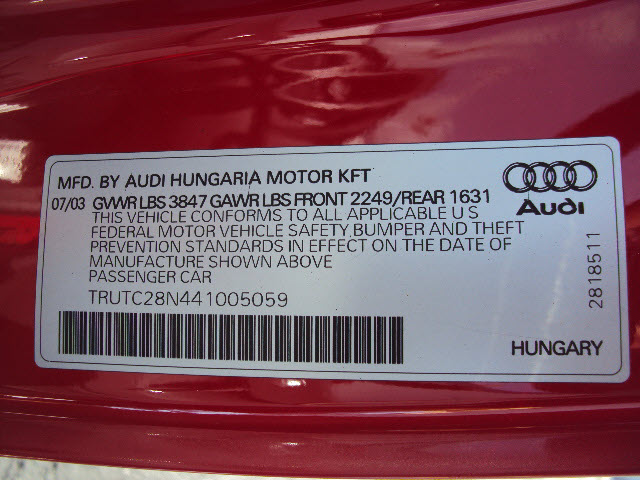 MFD. BY AUDI HUNGARIA MOTOR KFT
07/03 GVWR LBS 3847 GAWR LBS FRONT 2249/REAR 1631
THIS VEHICLE CONFORMS TO ALL APPLICABLE U S
FEDERAL MOTOR VEHICLE SAFETY,BUMPER AND THEFT
PREVENTION STANDARDS IN EFFECT ON THE DATE OF
MANUFACTURE SHOWN ABOVE
PASSENGER CAR
TRUTC28N441005059
Audi
2818511
HUNGARY